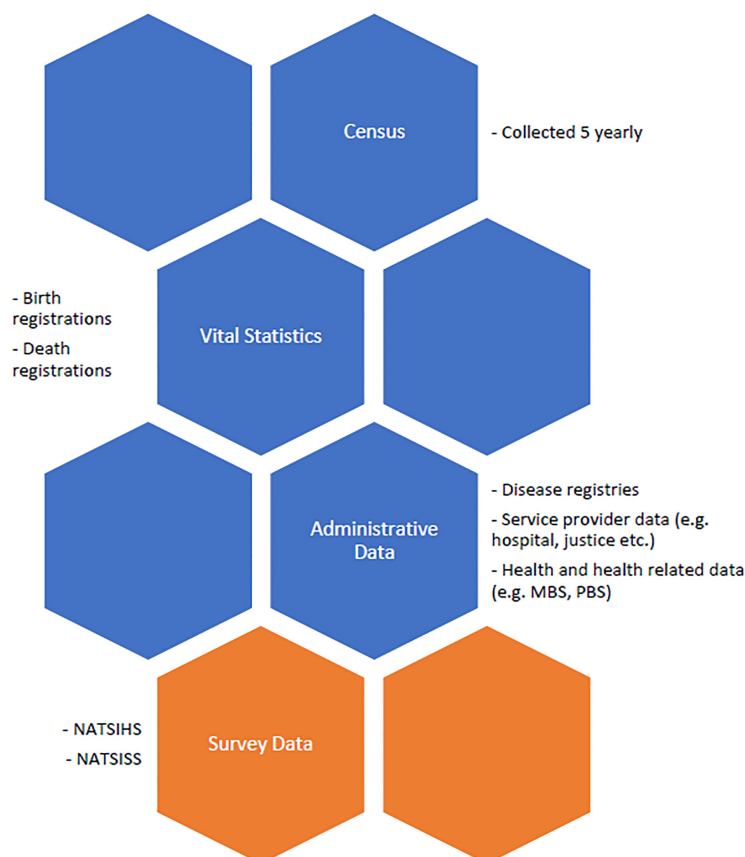 Census
- Collected 5 yearly
- Birth
registrations
- Death
registrations
Vital Statistics
Administrative
Data
- Disease registries
- Service provider data (e.g.
hospital, justice etc.)
- Health and health related data
(e.g. MBS, PBS)
- NATSIHS
- NATSISS
Survey Data